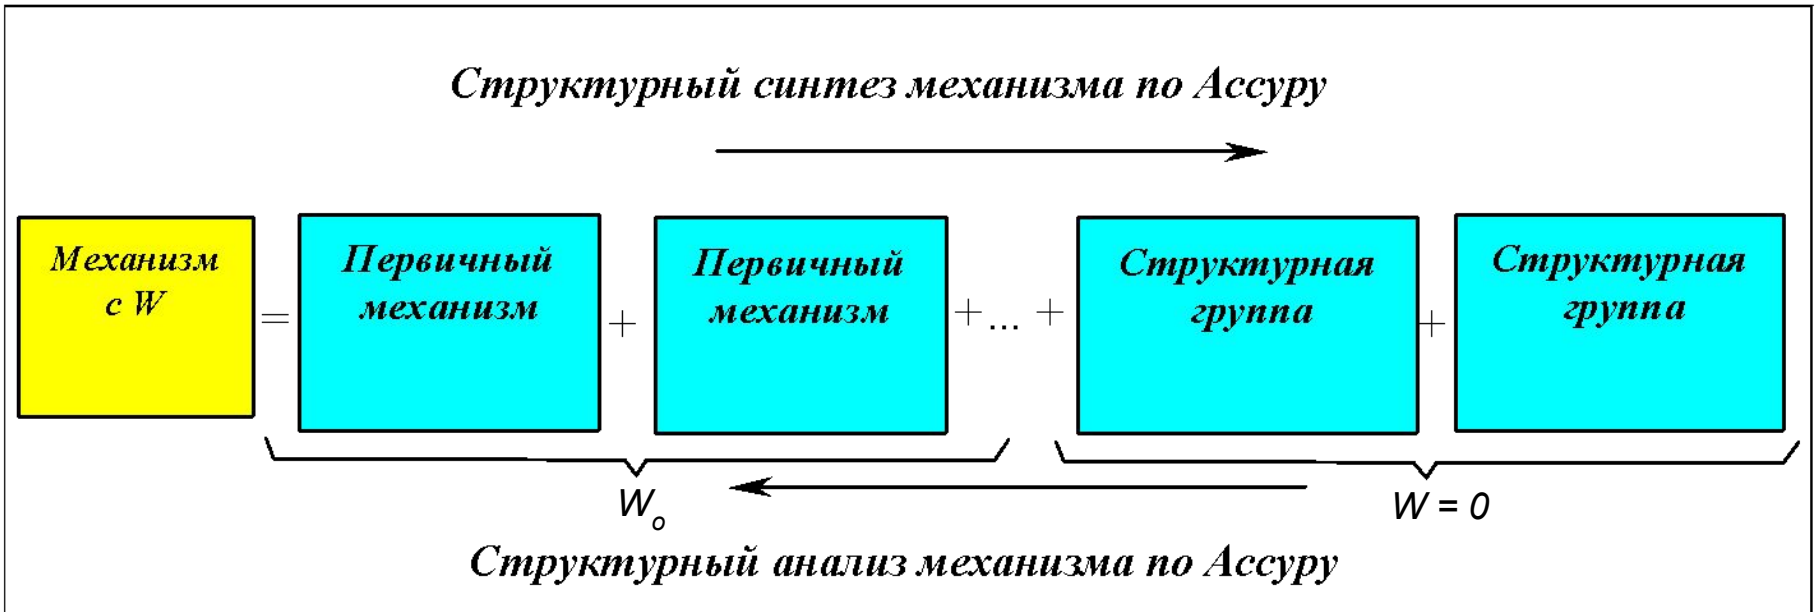 Структурный синтез механизма по Ассуру
Механизм
с W
=
Первичный
механизм
+
Первичный
механизм
+ ... +
Структурная
группа
+
Структурная
группа
Wo
W = 0
Структурный анализ механизма по Ассуру